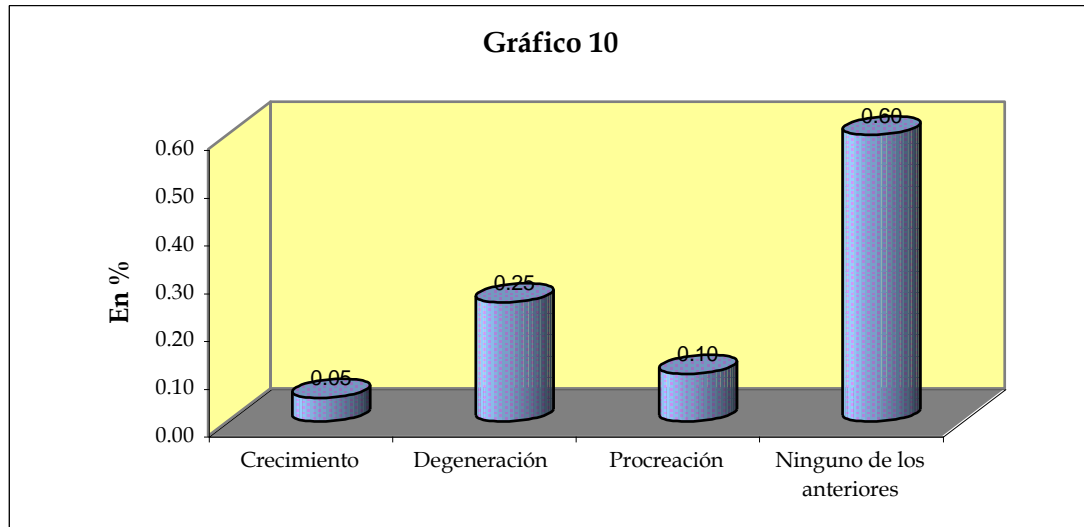 Gráfico 10
En %
0.60
0.50
0.40
0.30
0.20
0.10
0.00
0.05
0.25
0.10
0.60
Crecimiento
Degeneración
Procreación
Ninguno de los
anteriores